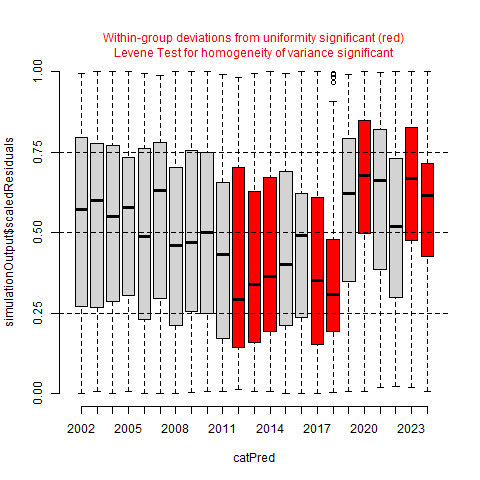 Within-group deviations from uniformity significant (red)
Levene Test for homogeneity of variance significant
1.00
0.75
0.50
0.25
0.00
simulationOutput$scaledResiduals
2002 2005 2008 2011 2014 2017 2020 2023
catPred